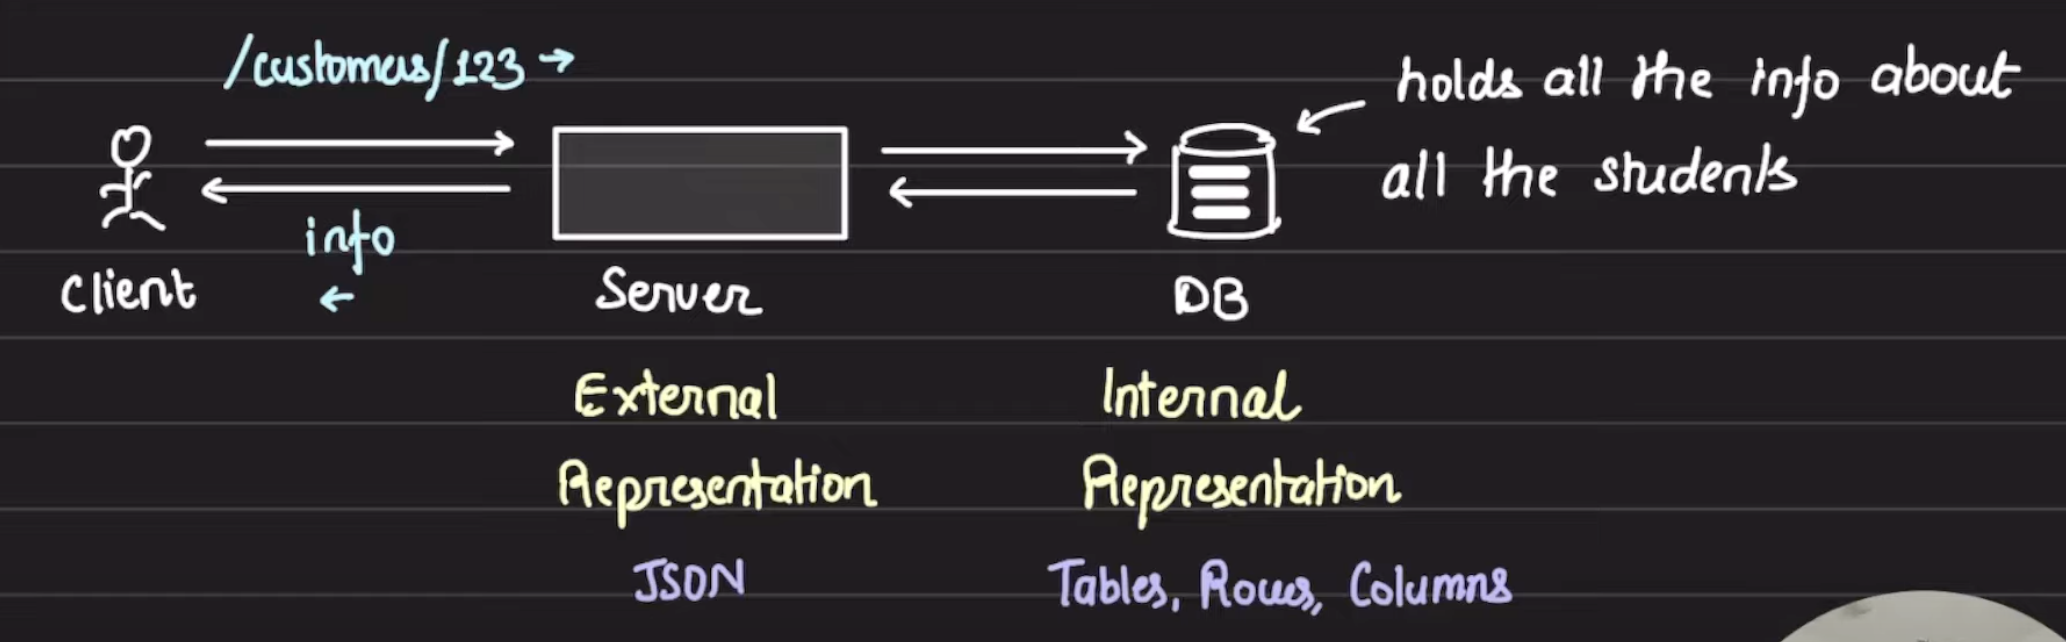 /customers/123 →
holds all the info about
all the students
info
←
Client
Server
DB
External
Representation
JSON
Internal
Representation
Tables, Rows, Columns